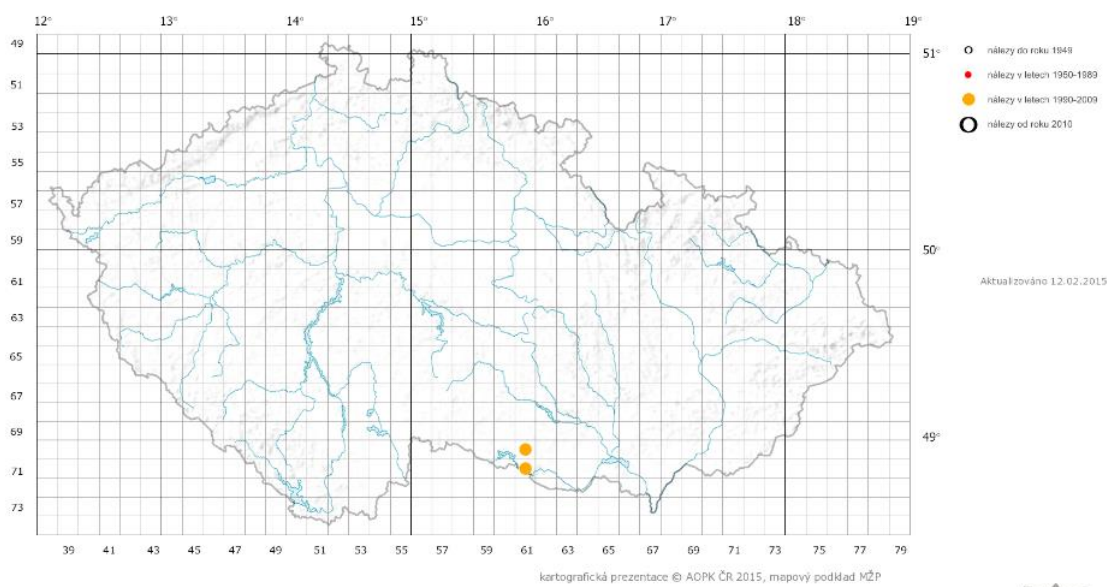 12° 13° 14° 15° 16° 17° 18° 19°
49
51
53
55
57
59
61
63
65
67
69
71
73
51°
50°
49°
39 41 43 45 47 49 51 53 55 57 59 61 63 65 67 69 71 73 75 77 79
nálezy do roku 1949
nálezy v letech 1950-1989
nálezy v letech 1990-2009
nálezy od roku 2010
Aktualizováno 12.02.2015
kartografická prezentace © AOPK ČR 2015, mapový podklad MŽP